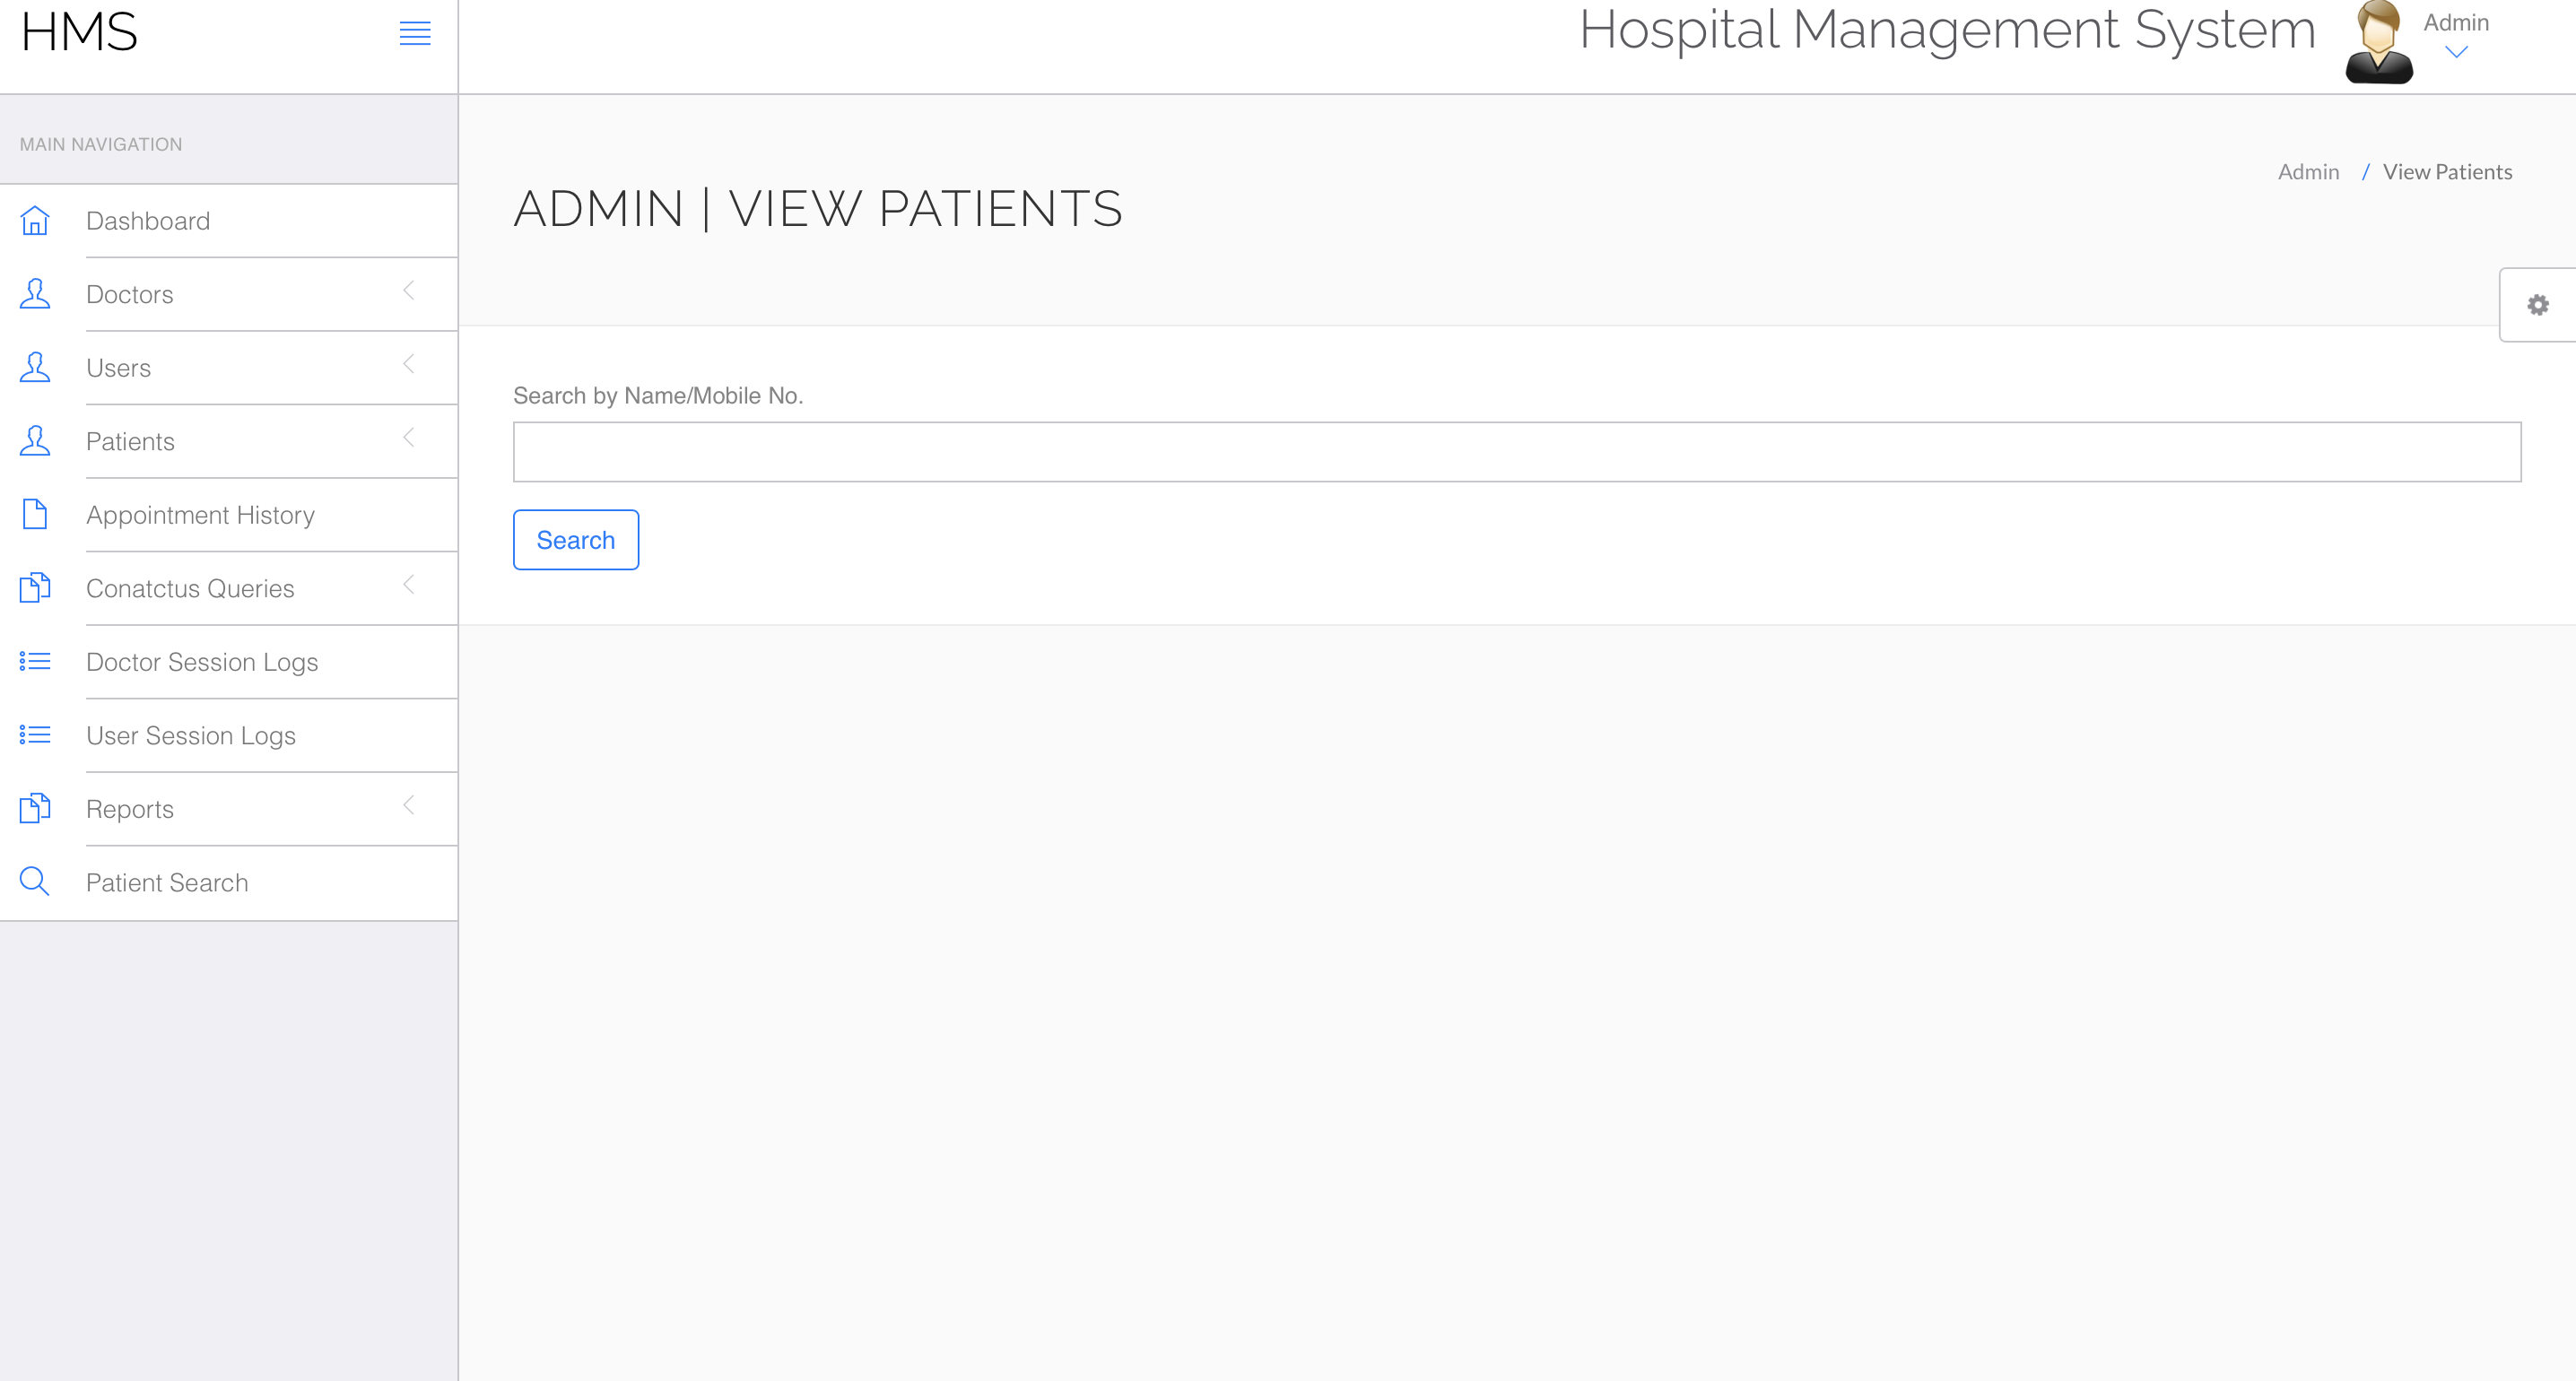 HMS
Hospital Management System
Admin
MAIN NAVIGATION
Dashboard
Doctors
Users
Patients
Appointment History
Conatctus Queries
Doctor Session Logs
User Session Logs
Reports
Patient Search
ADMIN | VIEW PATIENTS
Admin / View Patients
Search by Name/Mobile No.
Search